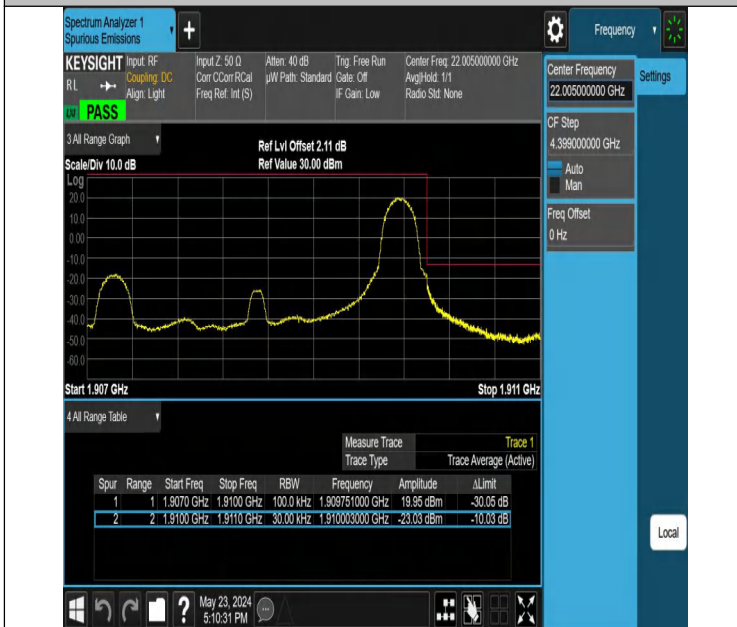 Spectrum Analyzer 1
Spurious Emissions
+
Frequency
KEYSIGHT Input: RF Input Z: 50 Ω Atten: 40 dB Trig: Free Run Center Freq: 22.005000000 GHz
RL Coupling: DC Corr CCorr RCal µW Path: Standard Gate: Off Avg|Hold: 1/1
Align: Light Freq Ref: Int (S) IF Gain: Low Radio Std: None
PASS
Center Frequency
22.005000000 GHz
Settings
CF Step
4.399000000 GHz
Auto
Man
Freq Offset
0 Hz
3 All Range Graph
Ref Lvl Offset 2.11 dB
Scale/Div 10.0 dB Ref Value 30.00 dBm
Log
20.0
10.0
0.00
-10.0
-20.0
-30.0
-40.0
-50.0
-60.0
Start 1.907 GHz Stop 1.911 GHz
4 All Range Table
Measure Trace Trace 1
Trace Type Trace Average (Active)
Spur Range Start Freq Stop Freq RBW Frequency Amplitude ΔLimit
1 1 1.9070 GHz 1.9100 GHz 100.0 kHz 1.909751000 GHz 19.95 dBm -30.05 dB
2 2 1.9100 GHz 1.9110 GHz 30.00 kHz 1.910003000 GHz -23.03 dBm -10.03 dB
Local
?
May 23, 2024
5:10:31 PM